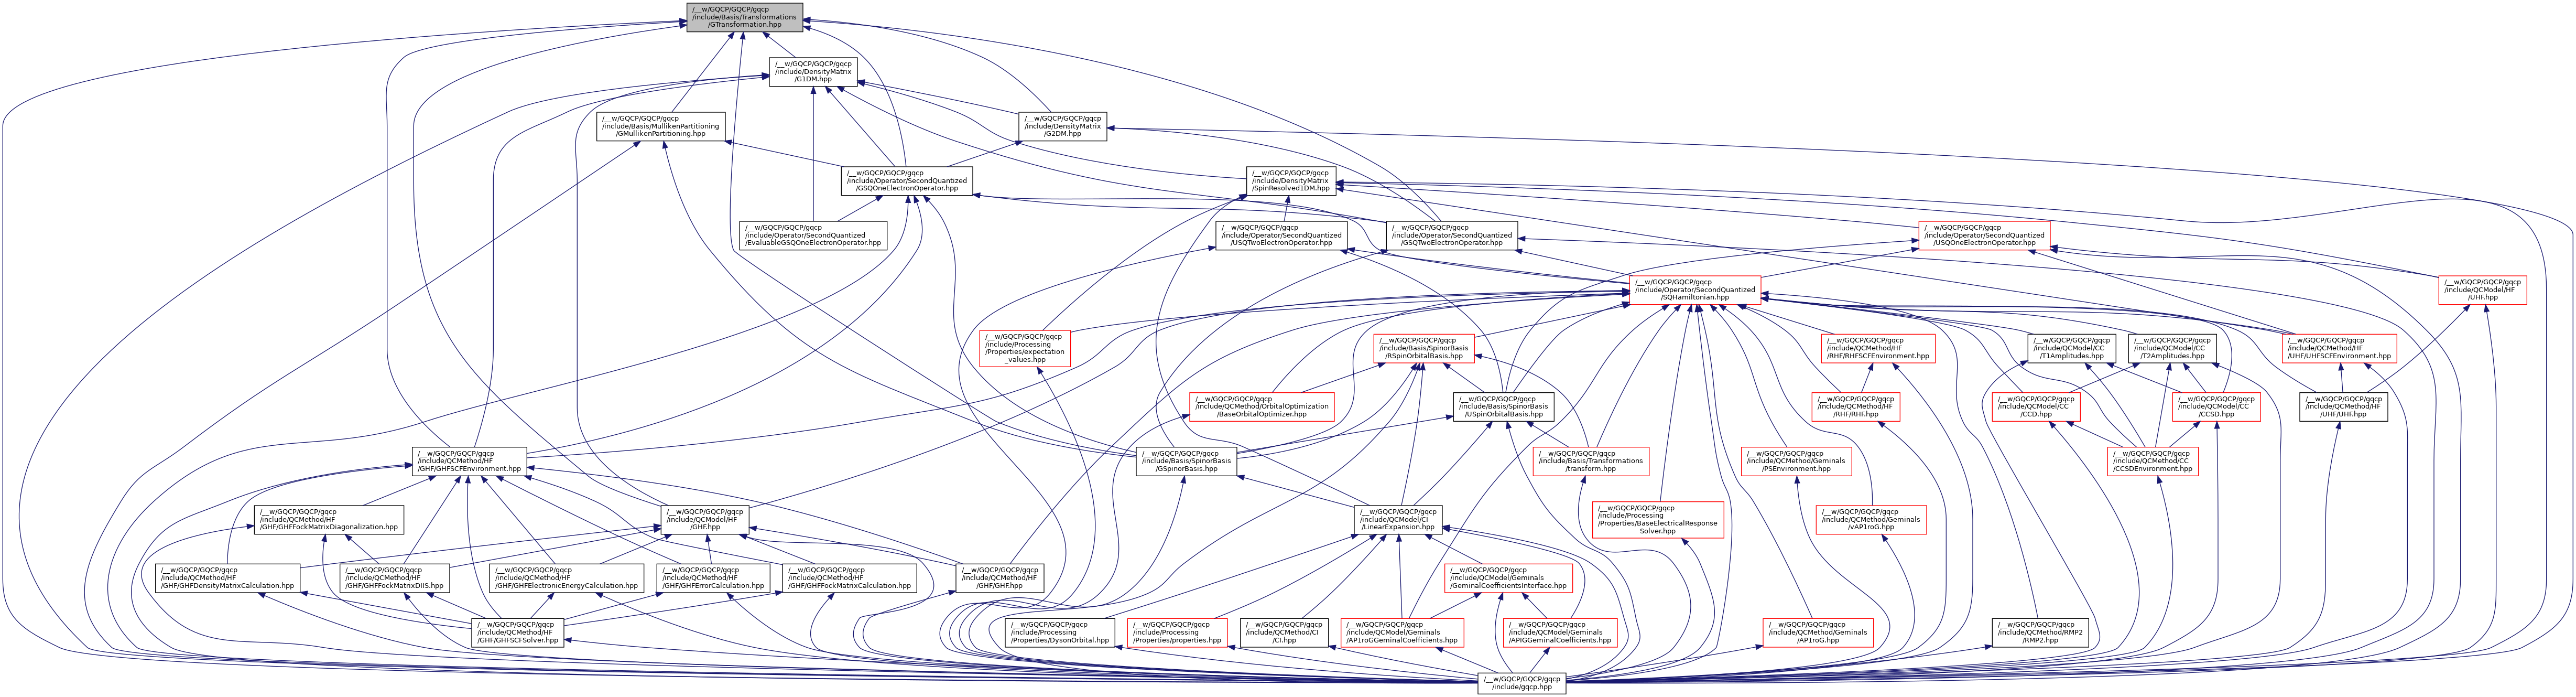 /__w/GQCP/GQCP/gqcp
/include/Basis/Transformations
/GTransformation.hpp
/__w/GQCP/GQCP/gqcp
/include/DensityMatrix
/G1DM.hpp
/__w/GQCP/GQCP/gqcp
/include/Basis/MullikenPartitioning
/GMullikenPartitioning.hpp
/__w/GQCP/GQCP/gqcp
/include/DensityMatrix
/G2DM.hpp
/__w/GQCP/GQCP/gqcp
/include/Operator/SecondQuantized
/GSQOneElectronOperator.hpp
/__w/GQCP/GQCP/gqcp
/include/DensityMatrix
/SpinResolved1DM.hpp
/__w/GQCP/GQCP/gqcp
/include/Operator/SecondQuantized
/EvaluableGSQOneElectronOperator.hpp
/__w/GQCP/GQCP/gqcp
/include/Operator/SecondQuantized
/USQTwoElectronOperator.hpp
/__w/GQCP/GQCP/gqcp
/include/Operator/SecondQuantized
/GSQTwoElectronOperator.hpp
/__w/GQCP/GQCP/gqcp
/include/Operator/SecondQuantized
/USQOneElectronOperator.hpp
/__w/GQCP/GQCP/gqcp
/include/Operator/SecondQuantized
/SQHamiltonian.hpp
/__w/GQCP/GQCP/gqcp
/include/QCModel/HF
/UHF.hpp
/__w/GQCP/GQCP/gqcp
/include/Processing
/Properties/expectation
_values.hpp
/__w/GQCP/GQCP/gqcp
/include/Basis/SpinorBasis
/RSpinOrbitalBasis.hpp
/__w/GQCP/GQCP/gqcp
/include/QCMethod/HF
/RHF/RHFSCFEnvironment.hpp
/__w/GQCP/GQCP/gqcp
/include/QCModel/CC
/T1Amplitudes.hpp
/__w/GQCP/GQCP/gqcp
/include/QCModel/CC
/T2Amplitudes.hpp
/__w/GQCP/GQCP/gqcp
/include/QCMethod/HF
/UHF/UHFSCFEnvironment.hpp
/__w/GQCP/GQCP/gqcp
/include/QCMethod/OrbitalOptimization
/BaseOrbitalOptimizer.hpp
/__w/GQCP/GQCP/gqcp
/include/Basis/SpinorBasis
/USpinOrbitalBasis.hpp
/__w/GQCP/GQCP/gqcp
/include/QCMethod/HF
/RHF/RHF.hpp
/__w/GQCP/GQCP/gqcp
/include/QCModel/CC
/CCD.hpp
/__w/GQCP/GQCP/gqcp
/include/QCModel/CC
/CCSD.hpp
/__w/GQCP/GQCP/gqcp
/include/QCMethod/HF
/UHF/UHF.hpp
/__w/GQCP/GQCP/gqcp
/include/QCMethod/HF
/GHF/GHFSCFEnvironment.hpp
/__w/GQCP/GQCP/gqcp
/include/Basis/SpinorBasis
/GSpinorBasis.hpp
/__w/GQCP/GQCP/gqcp
/include/Basis/Transformations
/transform.hpp
/__w/GQCP/GQCP/gqcp
/include/QCMethod/Geminals
/PSEnvironment.hpp
/__w/GQCP/GQCP/gqcp
/include/QCMethod/CC
/CCSDEnvironment.hpp
/__w/GQCP/GQCP/gqcp
/include/QCMethod/HF
/GHF/GHFFockMatrixDiagonalization.hpp
/__w/GQCP/GQCP/gqcp
/include/QCModel/HF
/GHF.hpp
/__w/GQCP/GQCP/gqcp
/include/QCModel/CI
/LinearExpansion.hpp
/__w/GQCP/GQCP/gqcp
/include/Processing
/Properties/BaseElectricalResponse
Solver.hpp
/__w/GQCP/GQCP/gqcp
/include/QCMethod/Geminals
/vAP1roG.hpp
/__w/GQCP/GQCP/gqcp
/include/QCMethod/HF
/GHF/GHFDensityMatrixCalculation.hpp
/__w/GQCP/GQCP/gqcp
/include/QCMethod/HF
/GHF/GHFFockMatrixDIIS.hpp
/__w/GQCP/GQCP/gqcp
/include/QCMethod/HF
/GHF/GHFElectronicEnergyCalculation.hpp
/__w/GQCP/GQCP/gqcp
/include/QCMethod/HF
/GHF/GHFErrorCalculation.hpp
/__w/GQCP/GQCP/gqcp
/include/QCMethod/HF
/GHF/GHFFockMatrixCalculation.hpp
/__w/GQCP/GQCP/gqcp
/include/QCMethod/HF
/GHF/GHF.hpp
/__w/GQCP/GQCP/gqcp
/include/QCModel/Geminals
/GeminalCoefficientsInterface.hpp
/__w/GQCP/GQCP/gqcp
/include/QCMethod/HF
/GHF/GHFSCFSolver.hpp
/__w/GQCP/GQCP/gqcp
/include/Processing
/Properties/DysonOrbital.hpp
/__w/GQCP/GQCP/gqcp
/include/Processing
/Properties/properties.hpp
/__w/GQCP/GQCP/gqcp
/include/QCMethod/CI
/CI.hpp
/__w/GQCP/GQCP/gqcp
/include/QCModel/Geminals
/AP1roGGeminalCoefficients.hpp
/__w/GQCP/GQCP/gqcp
/include/QCModel/Geminals
/APIGGeminalCoefficients.hpp
/__w/GQCP/GQCP/gqcp
/include/QCMethod/Geminals
/AP1roG.hpp
/__w/GQCP/GQCP/gqcp
/include/QCMethod/RMP2
/RMP2.hpp
/__w/GQCP/GQCP/gqcp
/include/gqcp.hpp